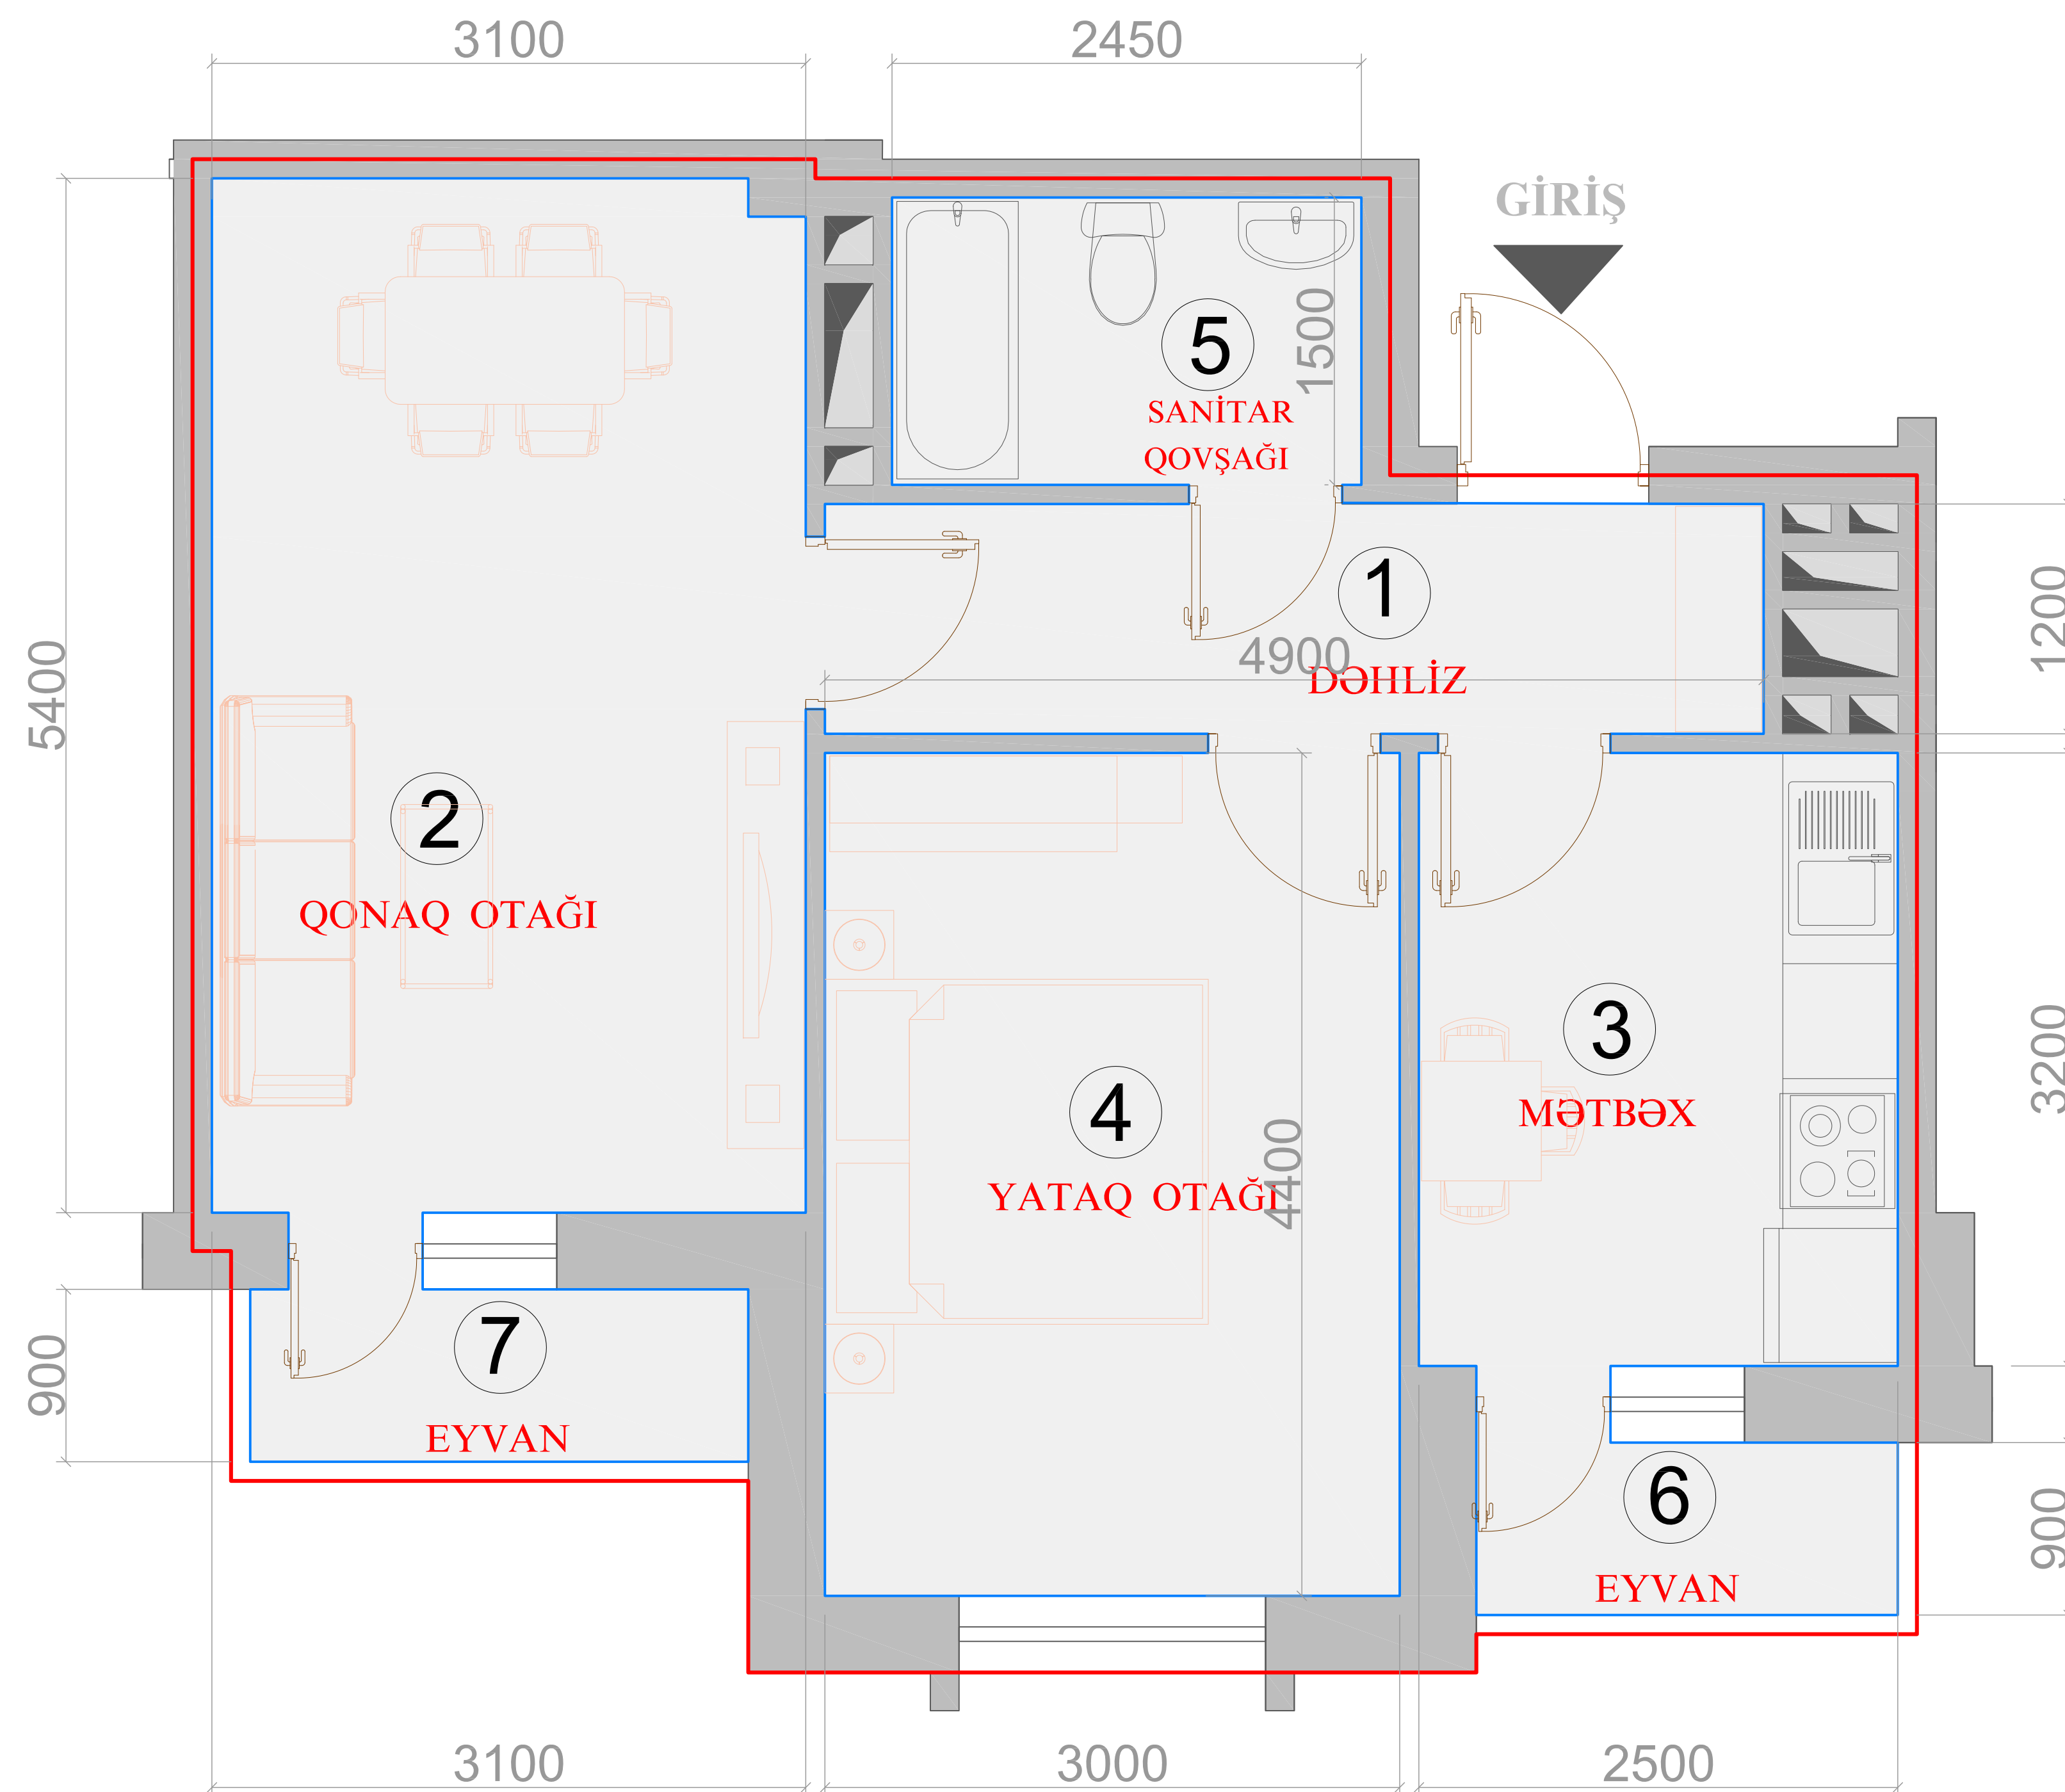 3100
2450
GİRİŞ
5
SANİTAR
QOVŞAĞI
1500
1
4900
DƏHLİZ
1200
5400
2
QONAQ OTAĞI
3
MƏTBƏX
3200
4
YATAQ OTAĞI
4400
7
EYVAN
900
6
EYVAN
900
3100
3000
2500